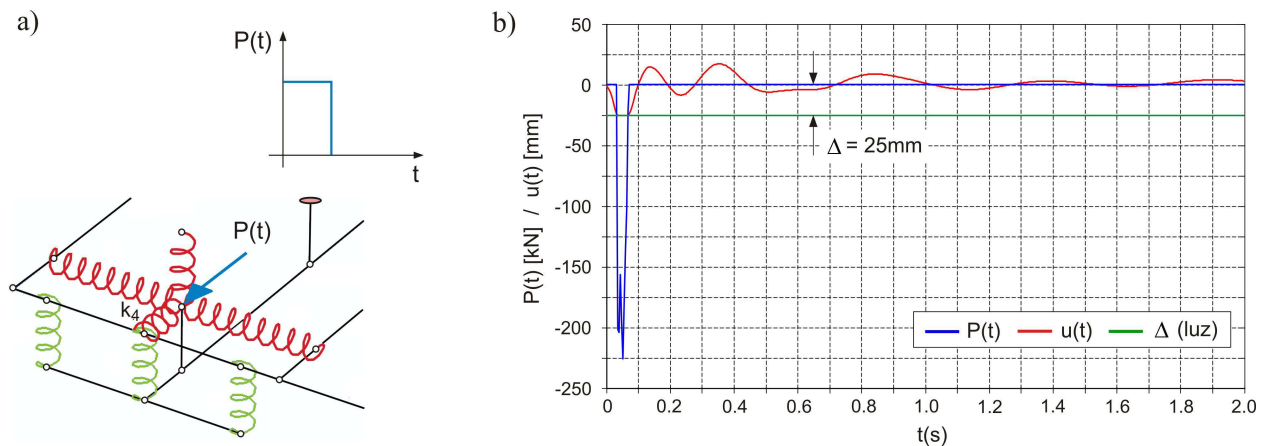 a)
P(t)
t
P(t)
k4
b)
P(t) [kN] / u(t) [mm]
50
0
-50
-100
-150
-200
-250
Δ = 25mm
P(t) u(t) Δ (luz)
0 0.2 0.4 0.6 0.8 1.0 1.2 1.4 1.6 1.8 2.0
t(s)